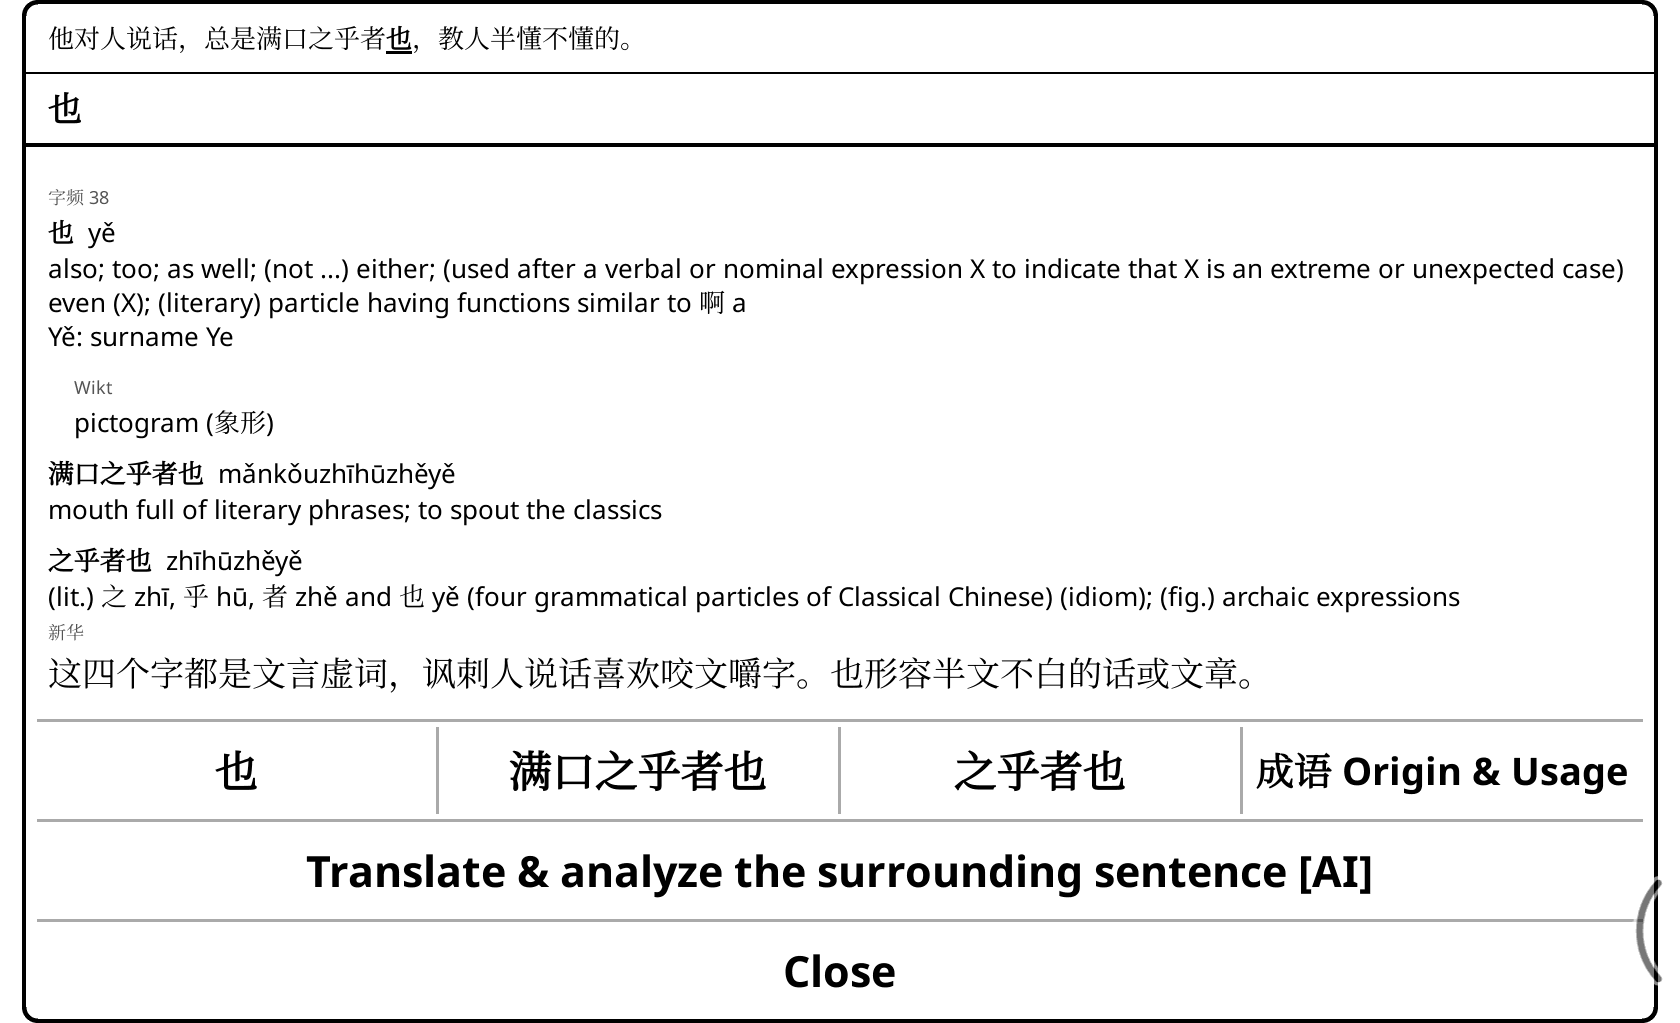 他对人说话，总是满口之乎者也，教人半懂不懂的。
也
字频 38
也 yě
also; too; as well; (not ...) either; (used after a verbal or nominal expression X to indicate that X is an extreme or unexpected case)
even (X); (literary) particle having functions similar to 啊 a
Yě: surname Ye
Wikt
pictogram (象形)
满口之乎者也 mǎnkǒuzhīhūzhěyě
mouth full of literary phrases; to spout the classics
之乎者也 zhīhūzhěyě
(lit.) 之 zhī, 乎 hū, 者 zhě and 也 yě (four grammatical particles of Classical Chinese) (idiom); (fig.) archaic expressions
新华
这四个字都是文言虚词，讽刺人说话喜欢咬文嚼字。也形容半文不白的话或文章。
也 满口之乎者也 之乎者也 成语 Origin & Usage
Translate & analyze the surrounding sentence [AI]
Close